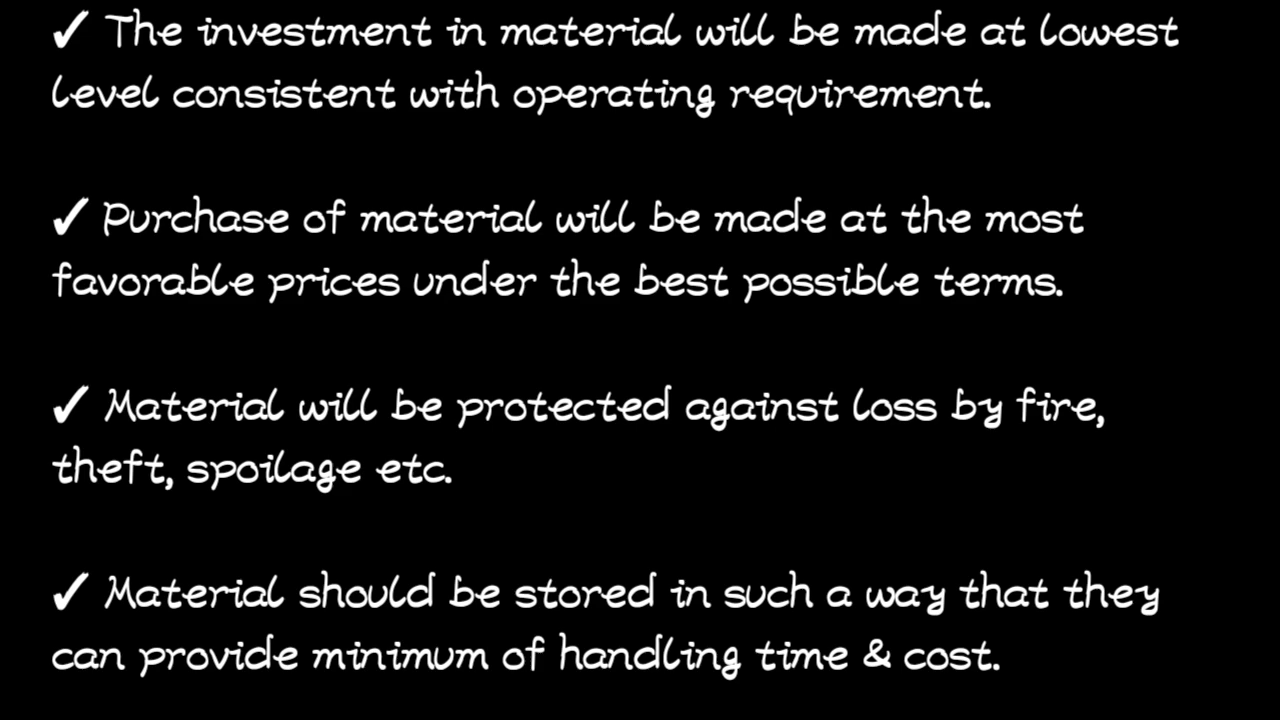 ✓ The investment in material will be made at lowest
level consistent with operating requirement.
✓ Purchase of material will be made at the most
favorable prices under the best possible terms.
✓ Material will be protected against loss by fire,
theft, spoilage etc.
✓ Material should be stored in such a way that they
can provide minimum of handling time & cost.